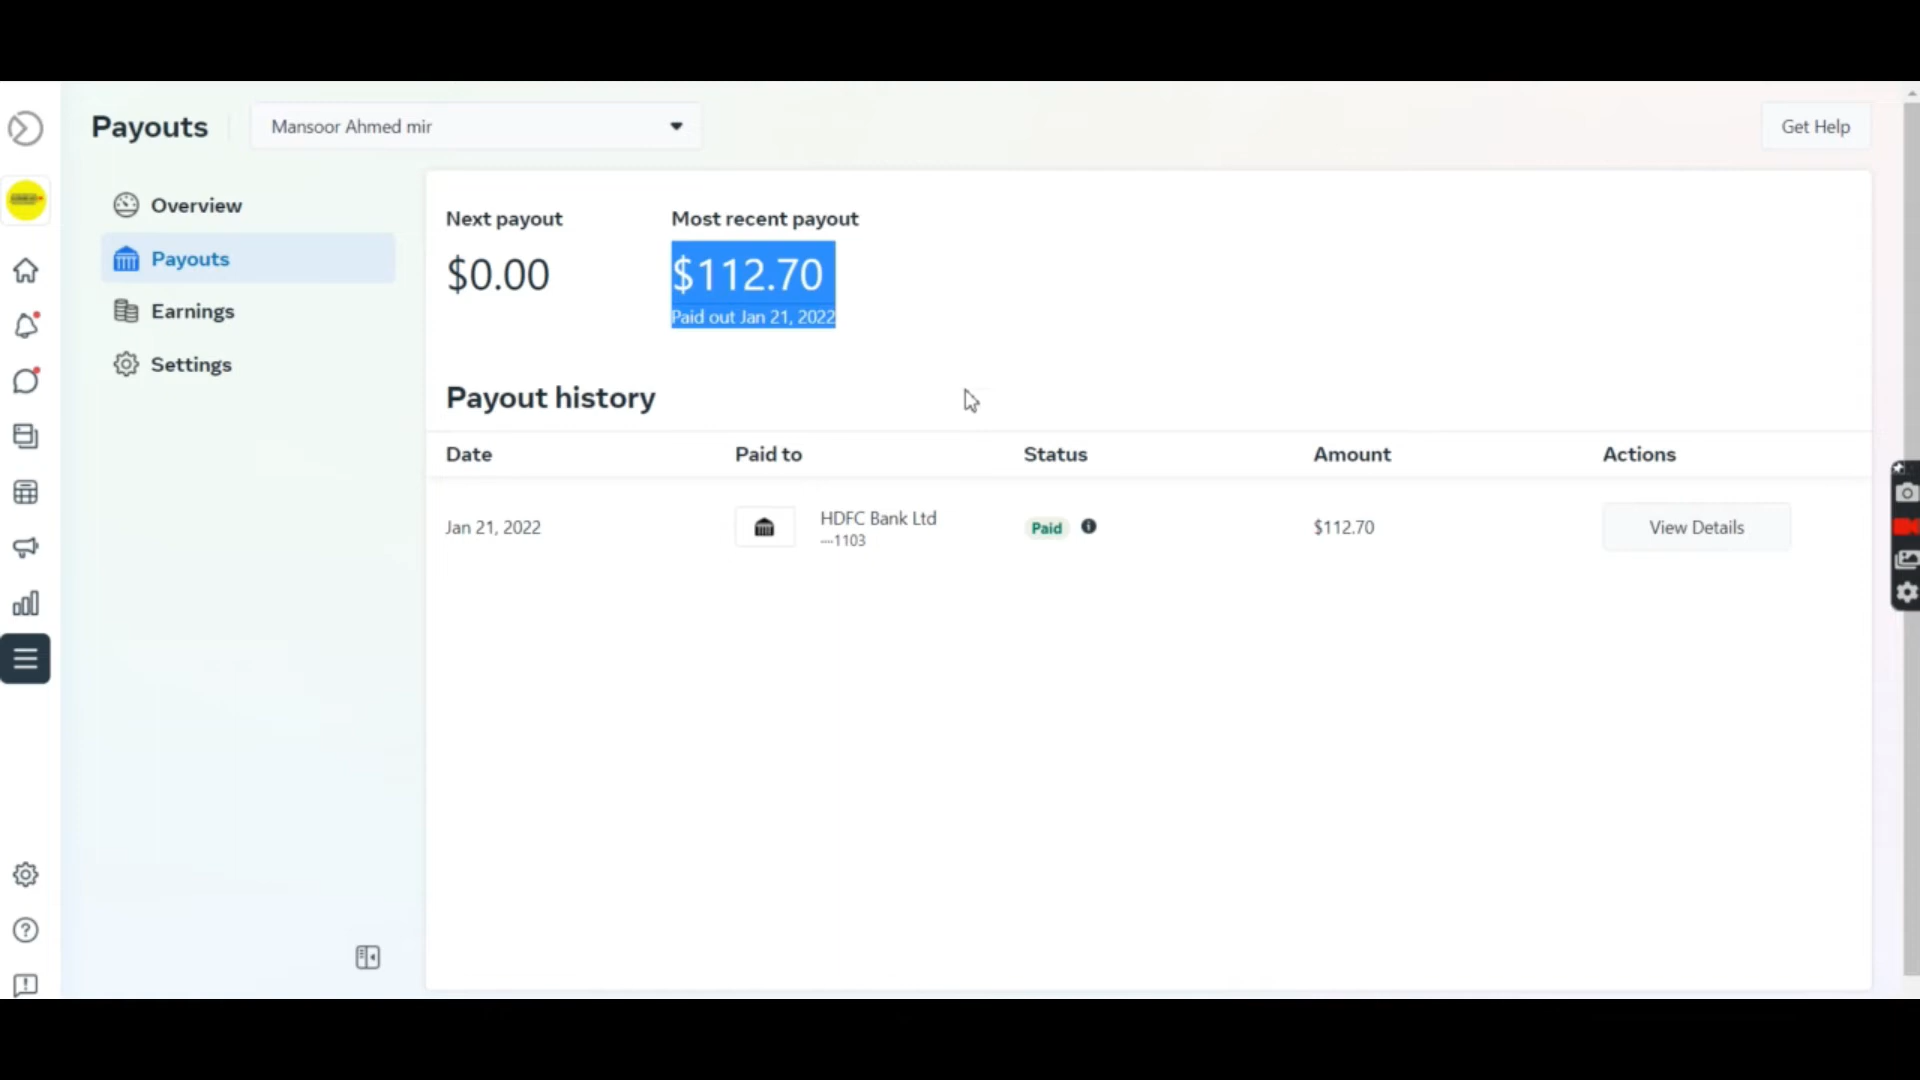 Payouts
Mansoor Ahmed mir
Get Help
Overview
Payouts
Earnings
Settings
Next payout
$0.00
Most recent payout
$112.70
Paid out Jan 21, 2022
Payout history
Date Paid to Status Amount Actions
Jan 21, 2022 HDFC Bank Ltd Paid $112.70 View Details
····1103